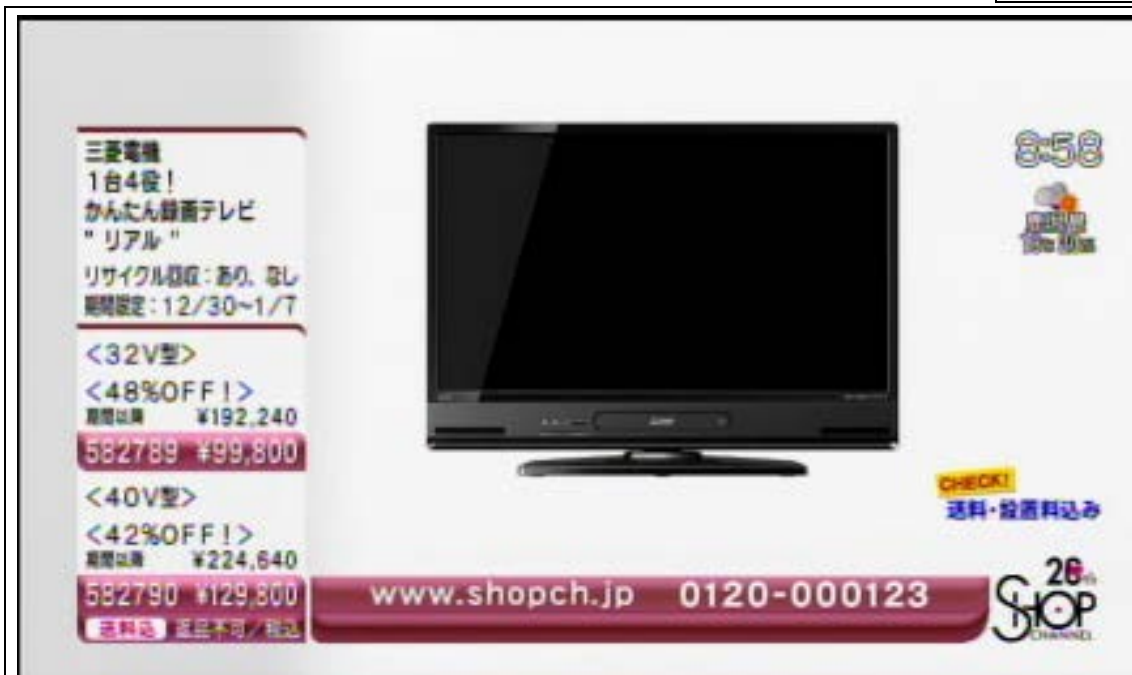 三菱電機
1台4役!
かんたん録画テレビ
" リアル "
リサイクル回収:あり、なし
期間限定:12/30~1/7
<32V型>
<48%OFF!>
期間以降 ¥192,240
582789 ¥99,800
<40V型>
<42%OFF!>
期間以降 ¥224,640
582790 ¥129,800
送料込 返品不可/税込
www.shopch.jp 0120-000123
8:58
CHECK!
送料・設置料込み
SHOP
CHANNEL